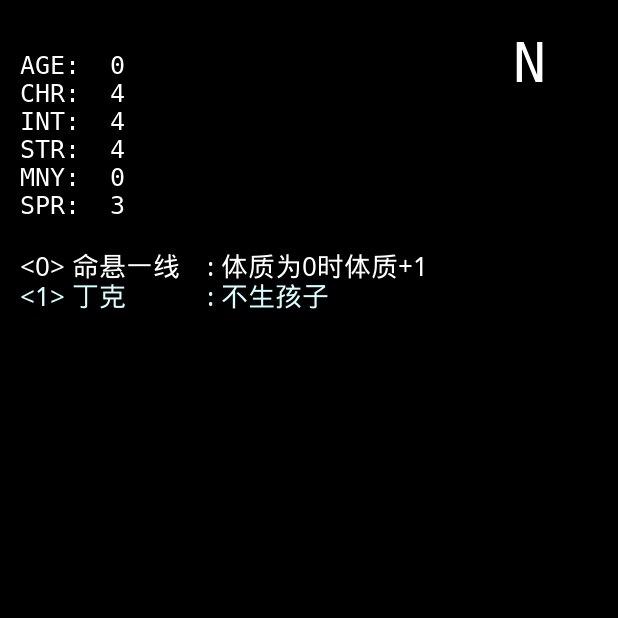 N
AGE: 0
CHR: 4
INT: 4
STR: 4
MNY: 0
SPR: 3
<0> 命悬一线 : 体质为0时体质+1
<1> 丁克 : 不生孩子